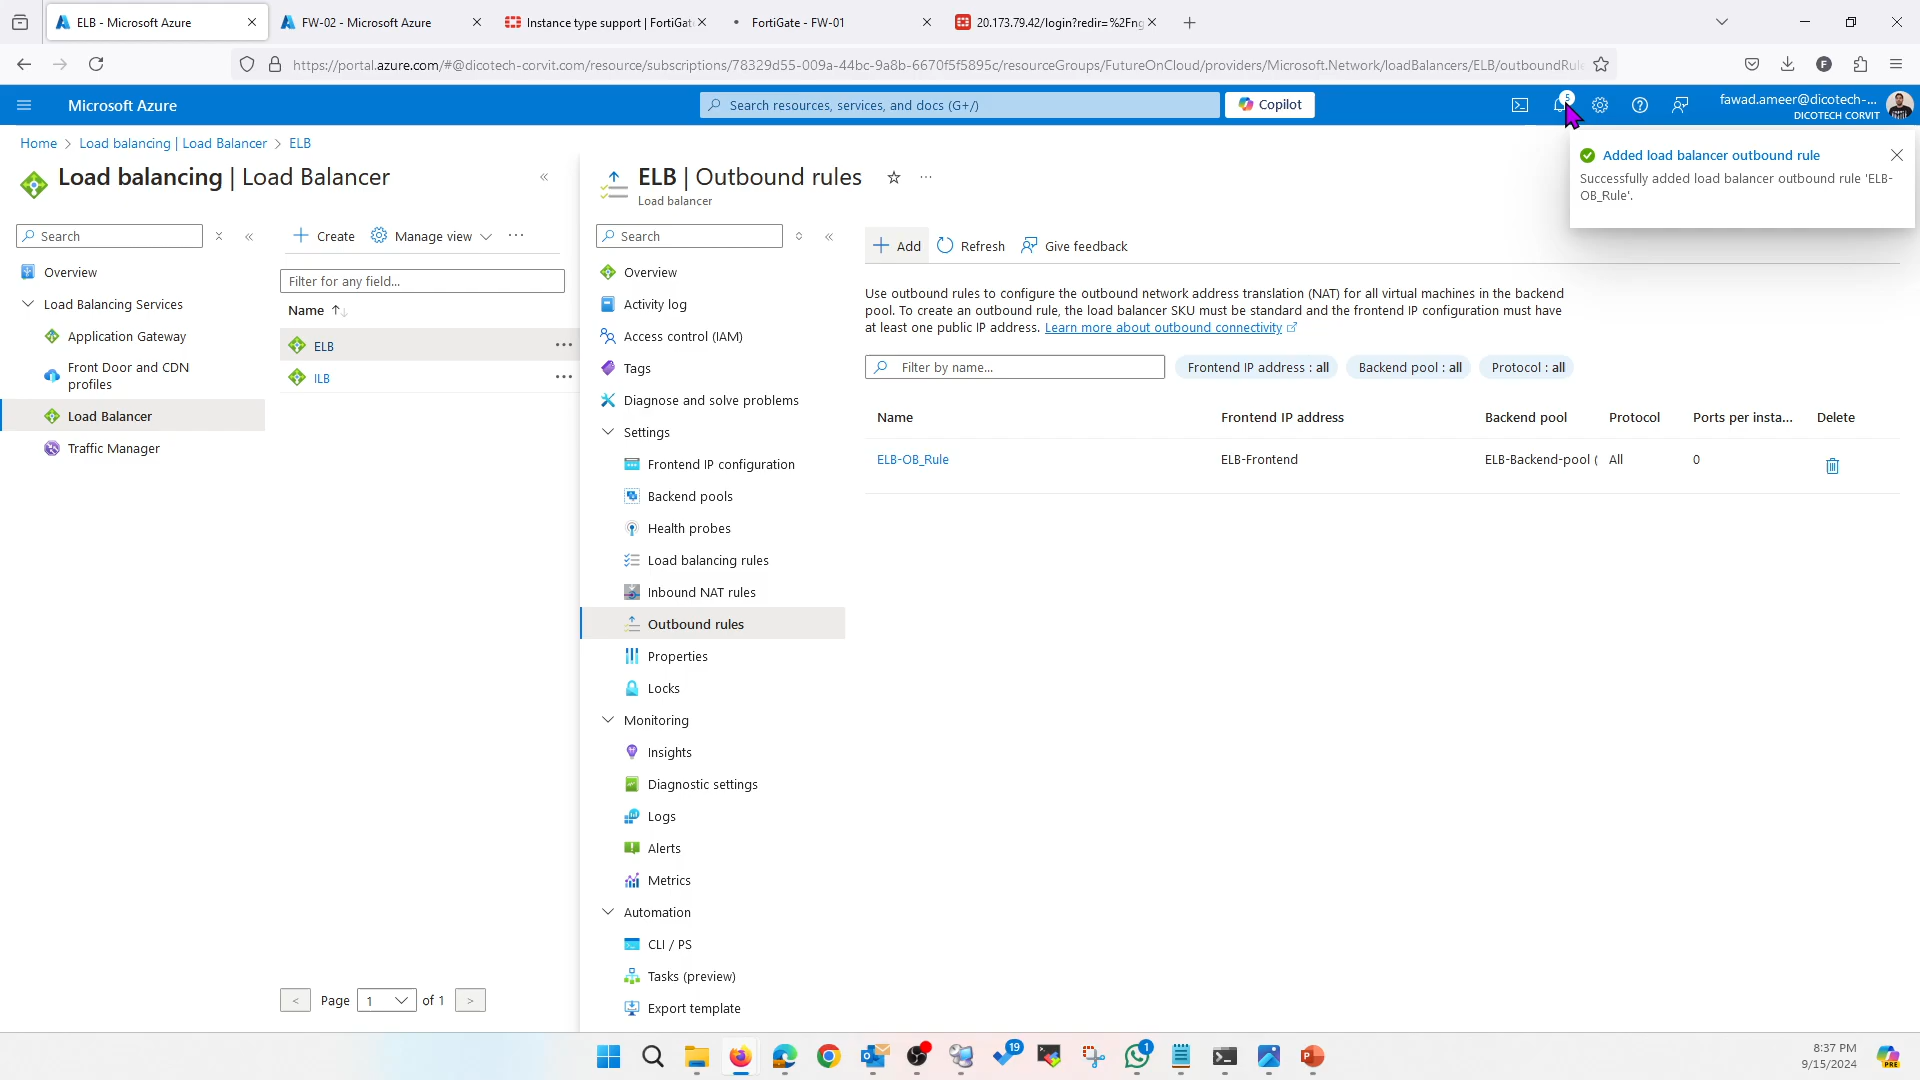 ELB - Microsoft Azure
FW-02 - Microsoft Azure
Instance type support | FortiGat
FortiGate - FW-01
20.173.79.42/login?redir=%2Fng
https://portal.azure.com/#@dicotech-corvit.com/resource/subscriptions/78329d55-009a-44bc-9a8b-6670f5f5895c/resourceGroups/FutureOnCloud/providers/Microsoft.Network/loadBalancers/ELB/outboundRule
F
Microsoft Azure
Search resources, services, and docs (G+/)
Copilot
5
fawad.ameer@dicotech-...
DICOTECH CORVIT
Home > Load balancing | Load Balancer > ELB
Added load balancer outbound rule
Successfully added load balancer outbound rule 'ELB-
OB_Rule'.
Load balancing | Load Balancer
Search
Overview
Load Balancing Services
Application Gateway
Front Door and CDN
profiles
Load Balancer
Traffic Manager
Create
Manage view
Filter for any field...
Name
ELB
ILB
< Page 1 of 1 >
ELB | Outbound rules
Load balancer
Search
Overview
Activity log
Access control (IAM)
Tags
Diagnose and solve problems
Settings
Frontend IP configuration
Backend pools
Health probes
Load balancing rules
Inbound NAT rules
Outbound rules
Properties
Locks
Monitoring
Insights
Diagnostic settings
Logs
Alerts
Metrics
Automation
CLI / PS
Tasks (preview)
Export template
Add
Refresh
Give feedback
Use outbound rules to configure the outbound network address translation (NAT) for all virtual machines in the backend
pool. To create an outbound rule, the load balancer SKU must be standard and the frontend IP configuration must have
at least one public IP address. Learn more about outbound connectivity
Filter by name...
Frontend IP address : all
Backend pool : all
Protocol : all
Name Frontend IP address Backend pool Protocol Ports per insta... Delete
ELB-OB_Rule ELB-Frontend ELB-Backend-pool ( All 0
19
1
8:37 PM
9/15/2024
PRE